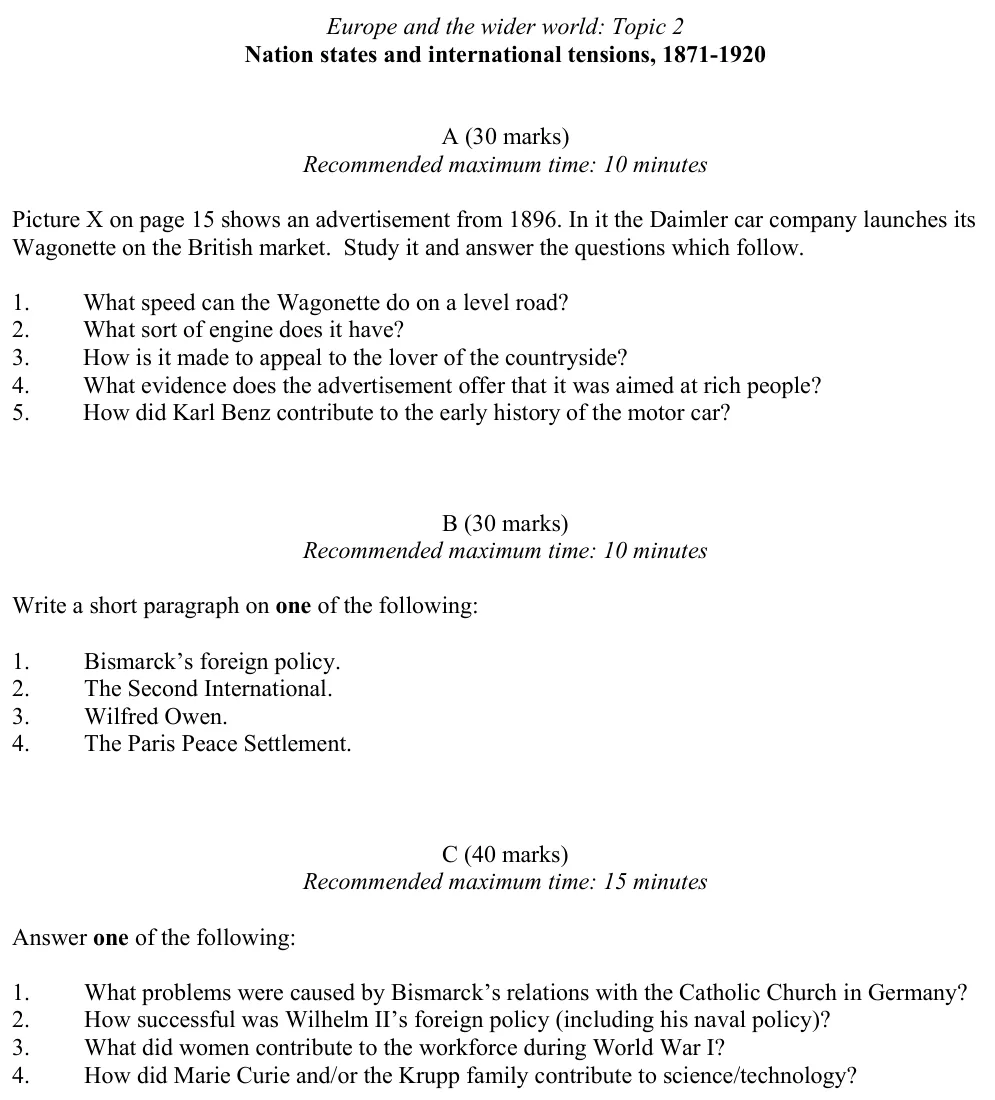 Europe and the wider world: Topic 2
Nation states and international tensions, 1871-1920
A (30 marks)
Recommended maximum time: 10 minutes
Picture X on page 15 shows an advertisement from 1896. In it the Daimler car company launches its
Wagonette on the British market.  Study it and answer the questions which follow.
1. What speed can the Wagonette do on a level road?
2. What sort of engine does it have?
3. How is it made to appeal to the lover of the countryside?
4. What evidence does the advertisement offer that it was aimed at rich people?
5. How did Karl Benz contribute to the early history of the motor car?
B (30 marks)
Recommended maximum time: 10 minutes
Write a short paragraph on one of the following:
1. Bismarck’s foreign policy.
2. The Second International.
3. Wilfred Owen.
4. The Paris Peace Settlement.
C (40 marks)
Recommended maximum time: 15 minutes
Answer one of the following:
1. What problems were caused by Bismarck’s relations with the Catholic Church in Germany?
2. How successful was Wilhelm II’s foreign policy (including his naval policy)?
3. What did women contribute to the workforce during World War I?
4. How did Marie Curie and/or the Krupp family contribute to science/technology?